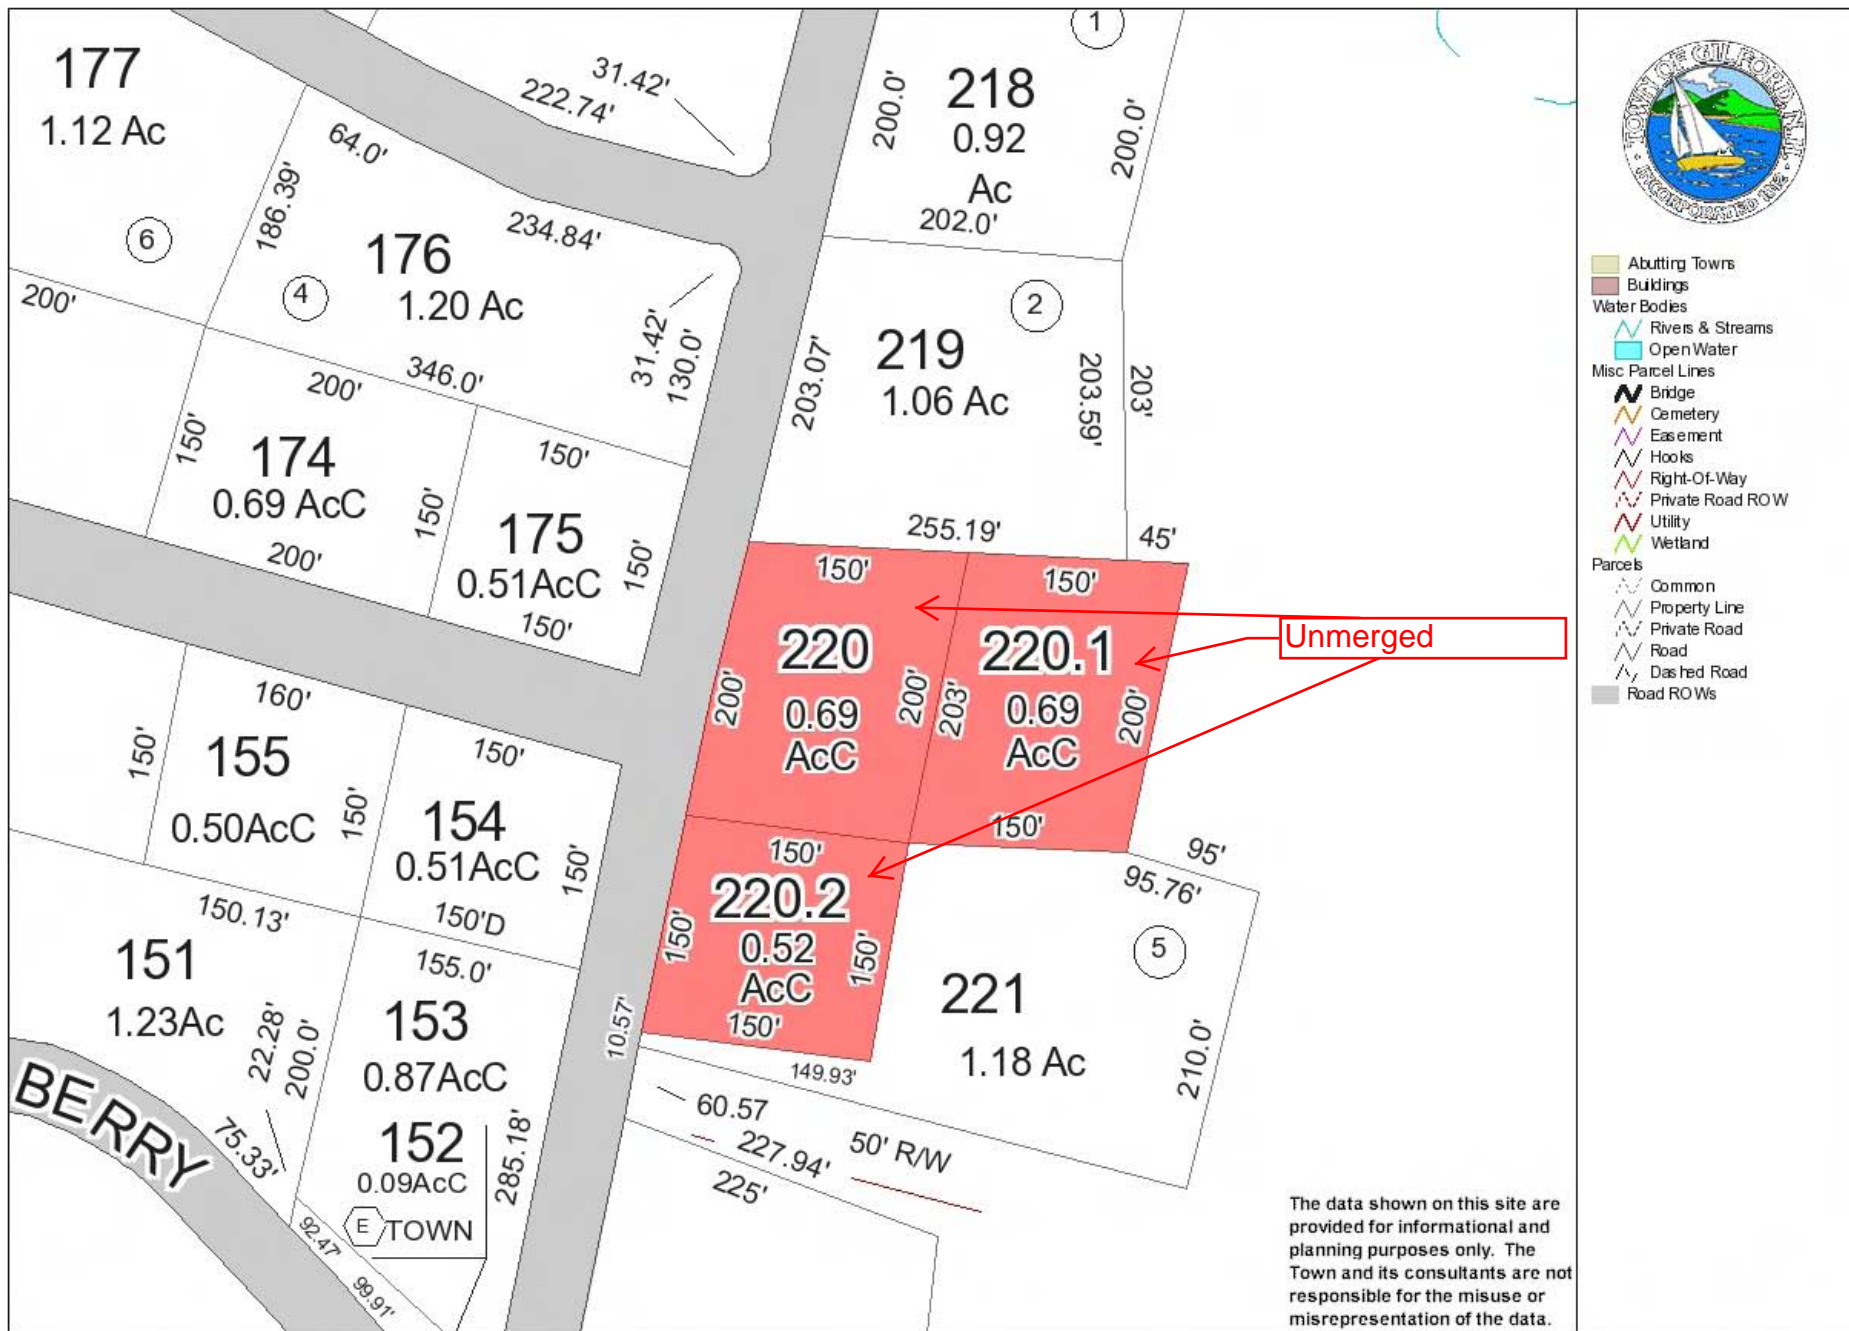 177
1.12 Ac
6
200'
186.39'
64.0'
31.42'
222.74'
234.84'
176
1.20 Ac
4
346.0'
31.42'
130.0'
200'
150'
174
0.69 AcC
150'
200'
150'
175
0.51AcC
150'
150'
1
200.0'
218
0.92
Ac
200.0'
202.0'
2
203.07'
219
1.06 Ac
203.59'
203'
255.19'
45'
150'
220
0.69
AcC
200'
200'
150'
220.1
0.69
AcC
203'
200'
150'
Unmerged
150'
220.2
0.52
AcC
150'
150'
150'
160'
150'
155
0.50AcC
150'
150'
154
0.51AcC
150'
150'D
150.13'
151
1.23Ac
22.28'
200.0'
155.0'
153
0.87AcC
152
0.09AcC
E
TOWN
285.18'
BERRY
75.33'
92.47'
99.91'
10.57'
95'
95.76'
5
221
1.18 Ac
210.0'
149.93'
60.57
227.94'
50' R/W
225'
TOWN OF GILFORD, N.H.
INCORPORATED 1812
Abutting Towns
Buildings
Water Bodies
Rivers & Streams
Open Water
Misc Parcel Lines
Bridge
Cemetery
Easement
Hooks
Right-Of-Way
Private Road ROW
Utility
Wetland
Parcels
Common
Property Line
Private Road
Road
Dashed Road
Road ROWs
The data shown on this site are
provided for informational and
planning purposes only. The
Town and its consultants are not
responsible for the misuse or
misrepresentation of the data.